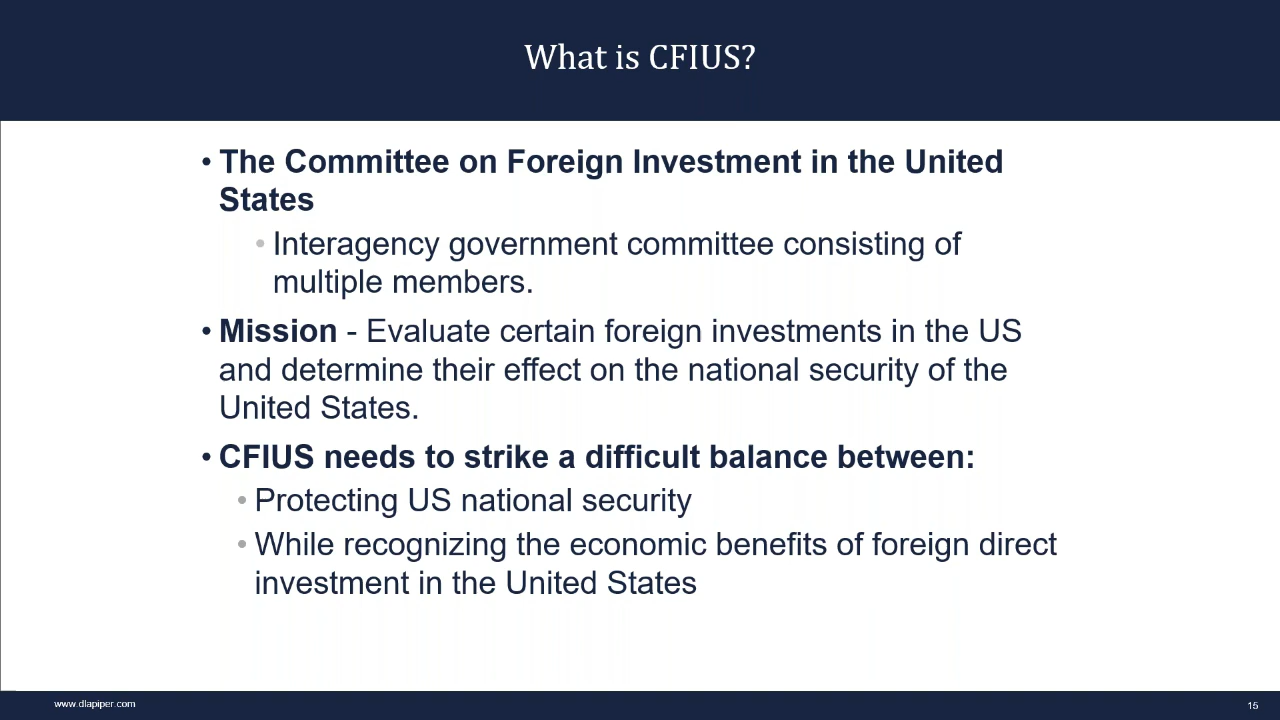 What is CFIUS?
• The Committee on Foreign Investment in the United
States
• Interagency government committee consisting of
multiple members.
• Mission - Evaluate certain foreign investments in the US
and determine their effect on the national security of the
United States.
• CFIUS needs to strike a difficult balance between:
• Protecting US national security
• While recognizing the economic benefits of foreign direct
investment in the United States
www.dlapiper.com
15